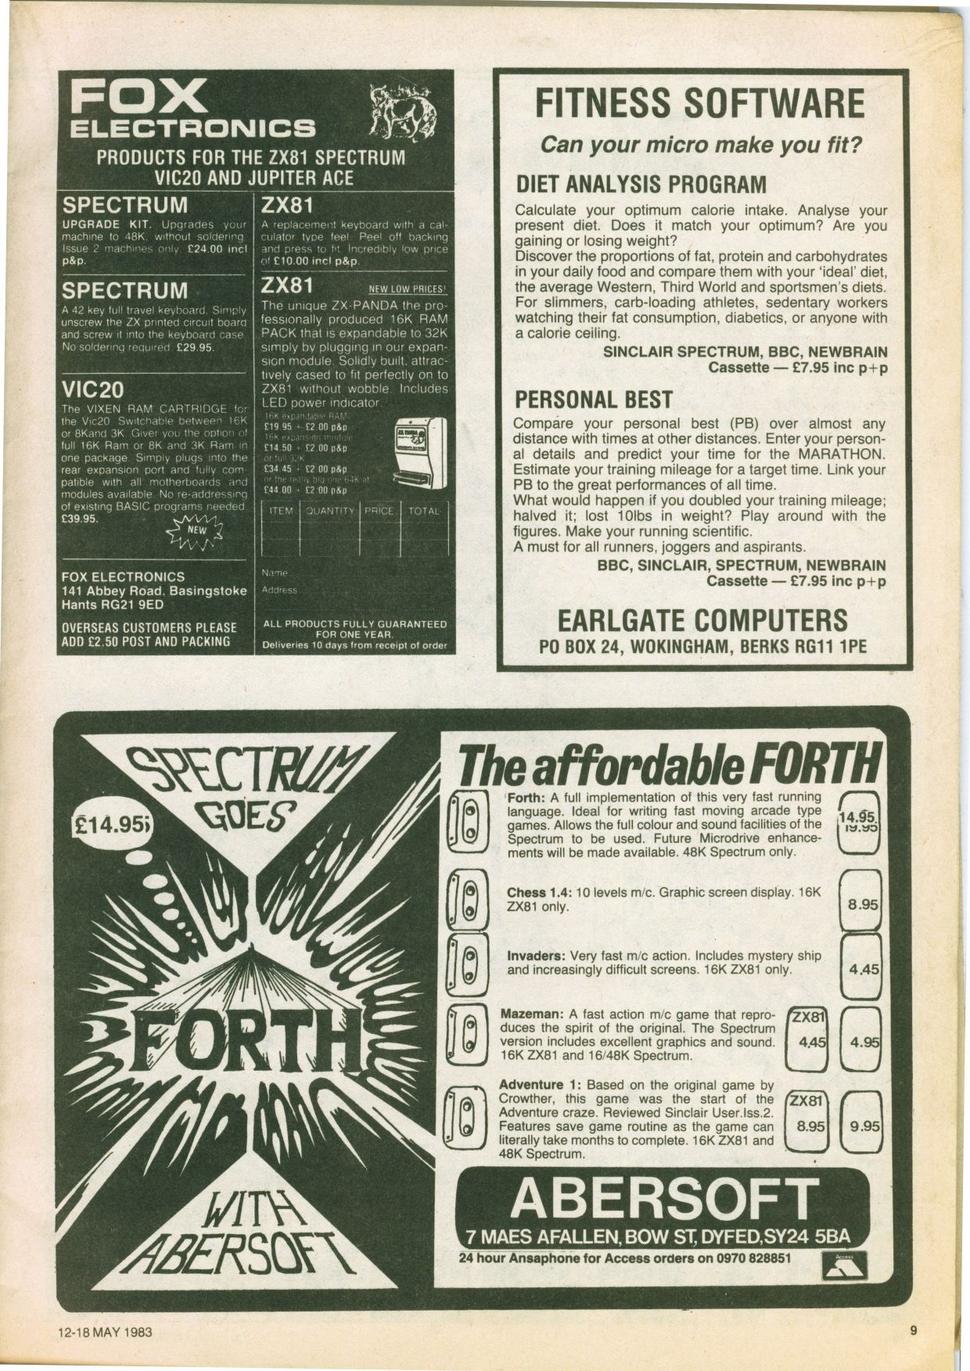 FOX
ELECTRONICS
PRODUCTS FOR THE ZX81 SPECTRUM
VIC20 AND JUPITER ACE
SPECTRUM
UPGRADE KIT. Upgrades your
machine to 48K. without soldering.
Issue 2 machines only. £24.00 incl
p&p.
SPECTRUM
A 42 key full travel keyboard. Simply
unscrew the ZX printed circuit board
and screw it into the keyboard case.
No soldering required £29.95.
VIC20
The VIXEN RAM CARTRIDGE for
the Vic20. Switchable between 16K
or 8Kand 3K. Giver you the option of
full 16K Ram or 8K and 3K Ram in
one package. Simply plugs into the
rear expansion port and fully com-
patible with all motherboards and
modules available. No re-addressing
of existing BASIC programs needed.
£39.95.
NEW
FOX ELECTRONICS
141 Abbey Road, Basingstoke
Hants RG21 9ED
OVERSEAS CUSTOMERS PLEASE
ADD £2.50 POST AND PACKING
ZX81
A replacement keyboard with a cal-
culator type feel. Peel off backing
and press to fit. Incredibly low price
of £10.00 incl p&p.
ZX81 NEW LOW PRICES!
The unique ZX-PANDA the pro-
fessionally produced 16K RAM
PACK that is expandable to 32K
simply by plugging in our expan-
sion module. Solidly built, attrac-
tively cased to fit perfectly on to
ZX81 without wobble. Includes
LED power indicator.
16K expandable RAM
£19 95 + £2.00 p&p
16K expansion module
£14.50 + £2.00 p&p
or full 32K
£34.45 + £2 00 p&p
or the really big one 64K at
£44.00 + £2 00 p&p
ITEM QUANTITY PRICE TOTAL
Name
Address
ALL PRODUCTS FULLY GUARANTEED
FOR ONE YEAR.
Deliveries 10 days from receipt of order
FITNESS SOFTWARE
Can your micro make you fit?
DIET ANALYSIS PROGRAM
Calculate your optimum calorie intake. Analyse your
present diet. Does it match your optimum? Are you
gaining or losing weight?
Discover the proportions of fat, protein and carbohydrates
in your daily food and compare them with your 'ideal' diet,
the average Western, Third World and sportsmen's diets.
For slimmers, carb-loading athletes, sedentary workers
watching their fat consumption, diabetics, or anyone with
a calorie ceiling.
SINCLAIR SPECTRUM, BBC, NEWBRAIN
Cassette — £7.95 inc p+p
PERSONAL BEST
Compare your personal best (PB) over almost any
distance with times at other distances. Enter your person-
al details and predict your time for the MARATHON.
Estimate your training mileage for a target time. Link your
PB to the great performances of all time.
What would happen if you doubled your training mileage;
halved it; lost 10lbs in weight? Play around with the
figures. Make your running scientific.
A must for all runners, joggers and aspirants.
BBC, SINCLAIR, SPECTRUM, NEWBRAIN
Cassette — £7.95 inc p+p
EARLGATE COMPUTERS
PO BOX 24, WOKINGHAM, BERKS RG11 1PE
SPECTRUM
GOES
£14.95¡
FORTH
WITH
ABERSOFT
The affordable FORTH
Forth: A full implementation of this very fast running
language. Ideal for writing fast moving arcade type
games. Allows the full colour and sound facilities of the
Spectrum to be used. Future Microdrive enhance-
ments will be made available. 48K Spectrum only.
14.95
19.95
Chess 1.4: 10 levels m/c. Graphic screen display. 16K
ZX81 only.
8.95
Invaders: Very fast m/c action. Includes mystery ship
and increasingly difficult screens. 16K ZX81 only.
4.45
Mazeman: A fast action m/c game that repro-
duces the spirit of the original. The Spectrum
version includes excellent graphics and sound.
16K ZX81 and 16/48K Spectrum.
ZX81
4.45 4.95
Adventure 1: Based on the original game by
Crowther, this game was the start of the
Adventure craze. Reviewed Sinclair User.Iss.2.
Features save game routine as the game can
literally take months to complete. 16K ZX81 and
48K Spectrum.
ZX81
8.95 9.95
ABERSOFT
7 MAES AFALLEN, BOW ST, DYFED, SY24 5BA
24 hour Ansaphone for Access orders on 0970 828851
Access
12-18 MAY 1983
9